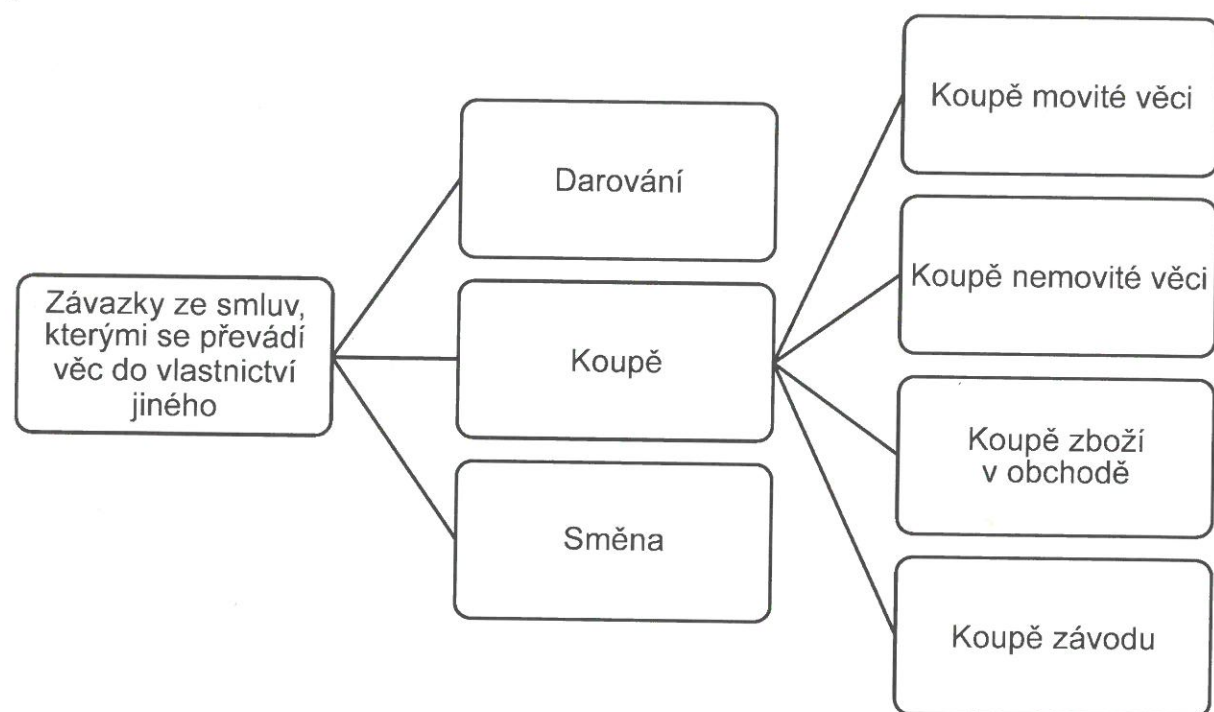 Závazky ze smluv,
kterými se převádí
věc do vlastnictví
jiného
Darování
Koupě
Směna
Koupě movité věci
Koupě nemovité věci
Koupě zboží
v obchodě
Koupě závodu